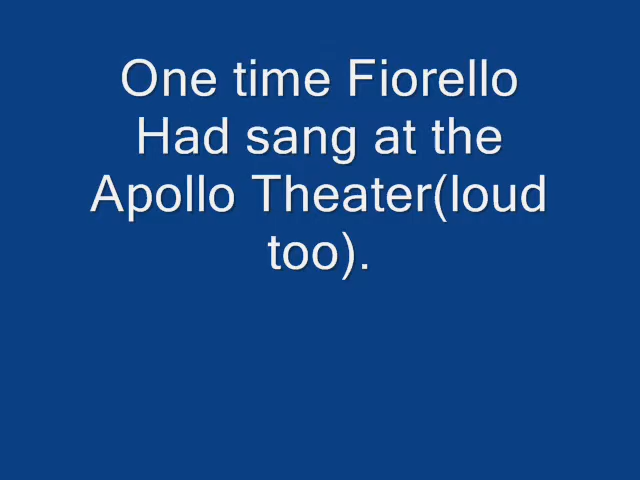 One time Fiorello
Had sang at the
Apollo Theater(loud
too).